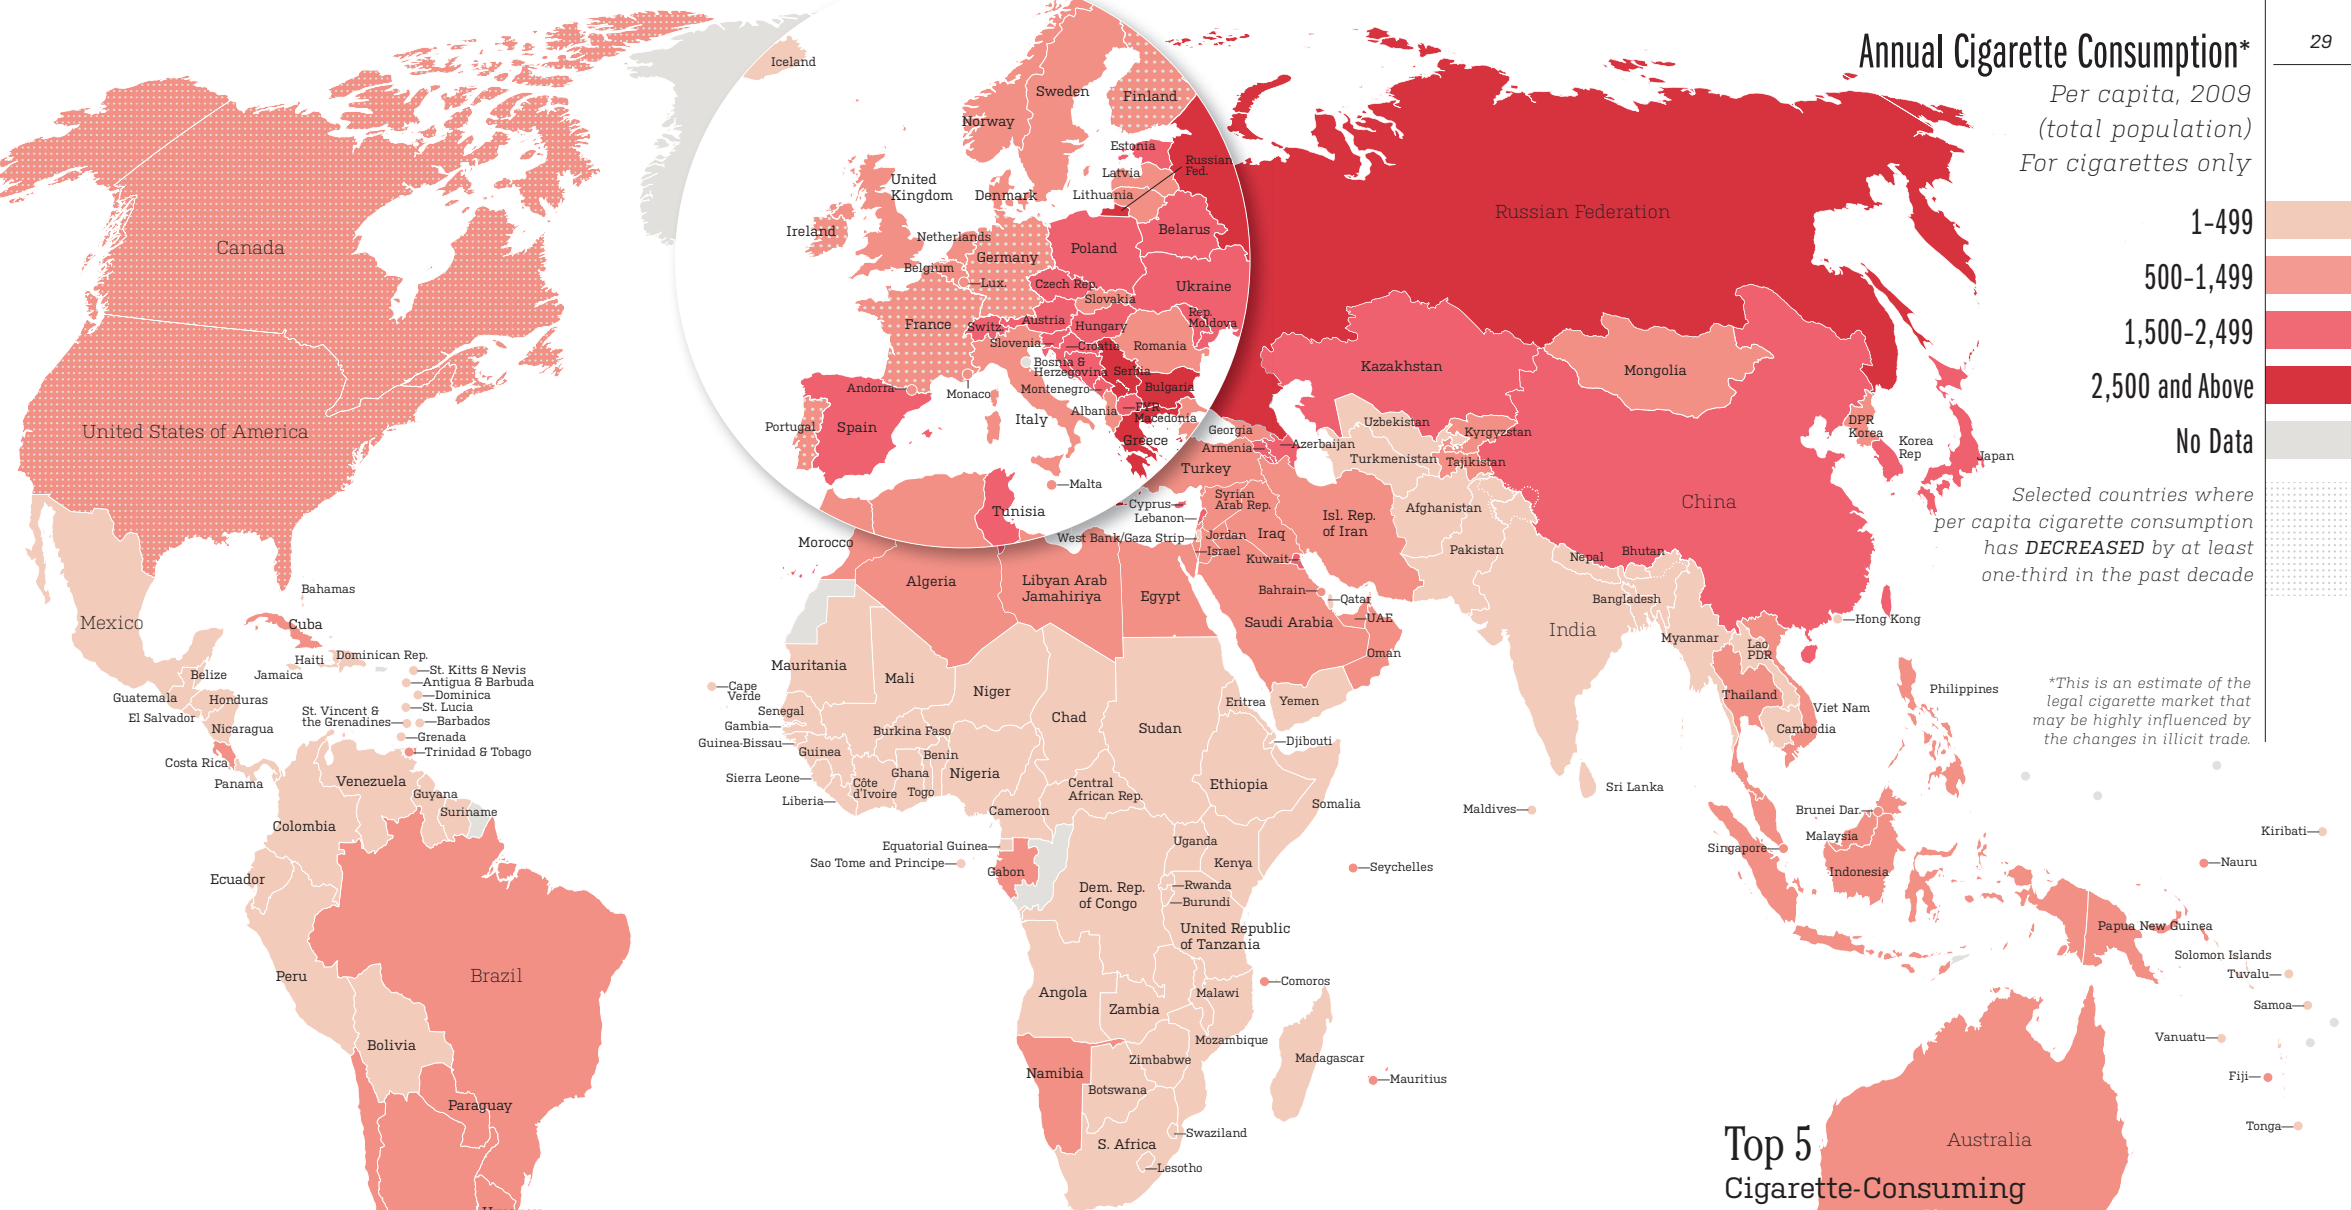 29
Annual Cigarette Consumption*
Per capita, 2009
(total population)
For cigarettes only
1–499
500–1,499
1,500–2,499
2,500 and Above
No Data
Selected countries where
per capita cigarette consumption
has DECREASED by at least
one-third in the past decade
*This is an estimate of the
legal cigarette market that
may be highly influenced by
the changes in illicit trade.
Iceland
Sweden
Finland
Norway
Estonia
Russian
Fed.
Latvia
Lithuania
United
Kingdom
Denmark
Ireland
Netherlands
Belarus
Poland
Germany
Belgium
Lux.
Czech Rep.
Ukraine
Slovakia
France
Switz.
Austria
Hungary
Rep.
Moldova
Slovenia
Croatia
Romania
Bosnia &
Herzegovina
Serbia
Andorra
Monaco
Montenegro
Bulgaria
Albania
FYR
Macedonia
Italy
Portugal
Spain
Greece
Malta
Tunisia
Canada
United States of America
Mexico
Bahamas
Cuba
Haiti
Dominican Rep.
Belize
Jamaica
St. Kitts & Nevis
Antigua & Barbuda
Dominica
St. Lucia
Guatemala
Honduras
El Salvador
St. Vincent &
the Grenadines
Barbados
Nicaragua
Grenada
Trinidad & Tobago
Costa Rica
Panama
Venezuela
Guyana
Suriname
Colombia
Ecuador
Peru
Brazil
Bolivia
Paraguay
Russian Federation
Kazakhstan
Mongolia
Uzbekistan
Kyrgyzstan
Georgia
Armenia
Azerbaijan
Turkmenistan
Tajikistan
Turkey
DPR
Korea
Korea
Rep
Japan
China
Syrian
Arab Rep.
Cyprus
Lebanon
West Bank/Gaza Strip
Jordan
Iraq
Isl. Rep.
of Iran
Afghanistan
Israel
Kuwait
Pakistan
Nepal
Bhutan
Bahrain
Qatar
UAE
Bangladesh
Saudi Arabia
Oman
India
Myanmar
Hong Kong
Lao
PDR
Thailand
Philippines
Viet Nam
Cambodia
Yemen
Morocco
Algeria
Libyan Arab
Jamahiriya
Egypt
Mauritania
Mali
Niger
Chad
Sudan
Eritrea
Cape
Verde
Senegal
Gambia
Guinea-Bissau
Guinea
Burkina Faso
Benin
Djibouti
Sierra Leone
Côte
d'Ivoire
Ghana
Togo
Nigeria
Liberia
Central
African Rep.
Ethiopia
Somalia
Cameroon
Sri Lanka
Maldives
Brunei Dar.
Malaysia
Singapore
Indonesia
Kiribati
Nauru
Equatorial Guinea
Sao Tome and Principe
Gabon
Uganda
Kenya
Seychelles
Dem. Rep.
of Congo
Rwanda
Burundi
United Republic
of Tanzania
Papua New Guinea
Solomon Islands
Tuvalu
Samoa
Angola
Zambia
Malawi
Comoros
Mozambique
Vanuatu
Zimbabwe
Madagascar
Namibia
Botswana
Mauritius
Fiji
Swaziland
S. Africa
Lesotho
Tonga
Australia
Top 5
Cigarette-Consuming